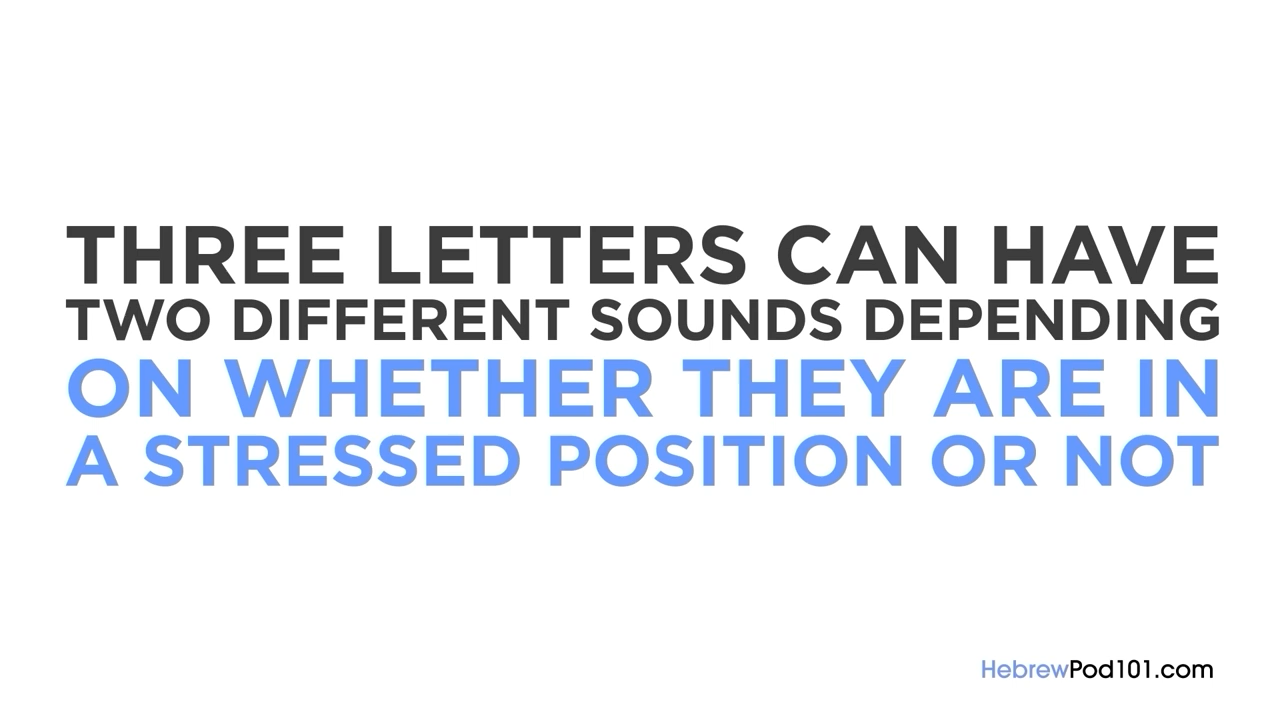 THREE LETTERS CAN HAVE
TWO DIFFERENT SOUNDS DEPENDING
ON WHETHER THEY ARE IN
A STRESSED POSITION OR NOT
HebrewPod101.com